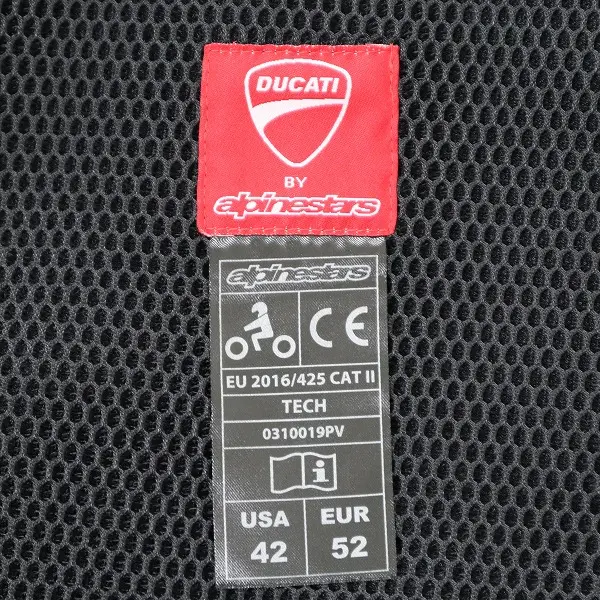 DUCATI
BY
alpinestars
alpinestars
CE
EU 2016/425 CAT II
TECH
0310019PV
i
USA EUR
42 52